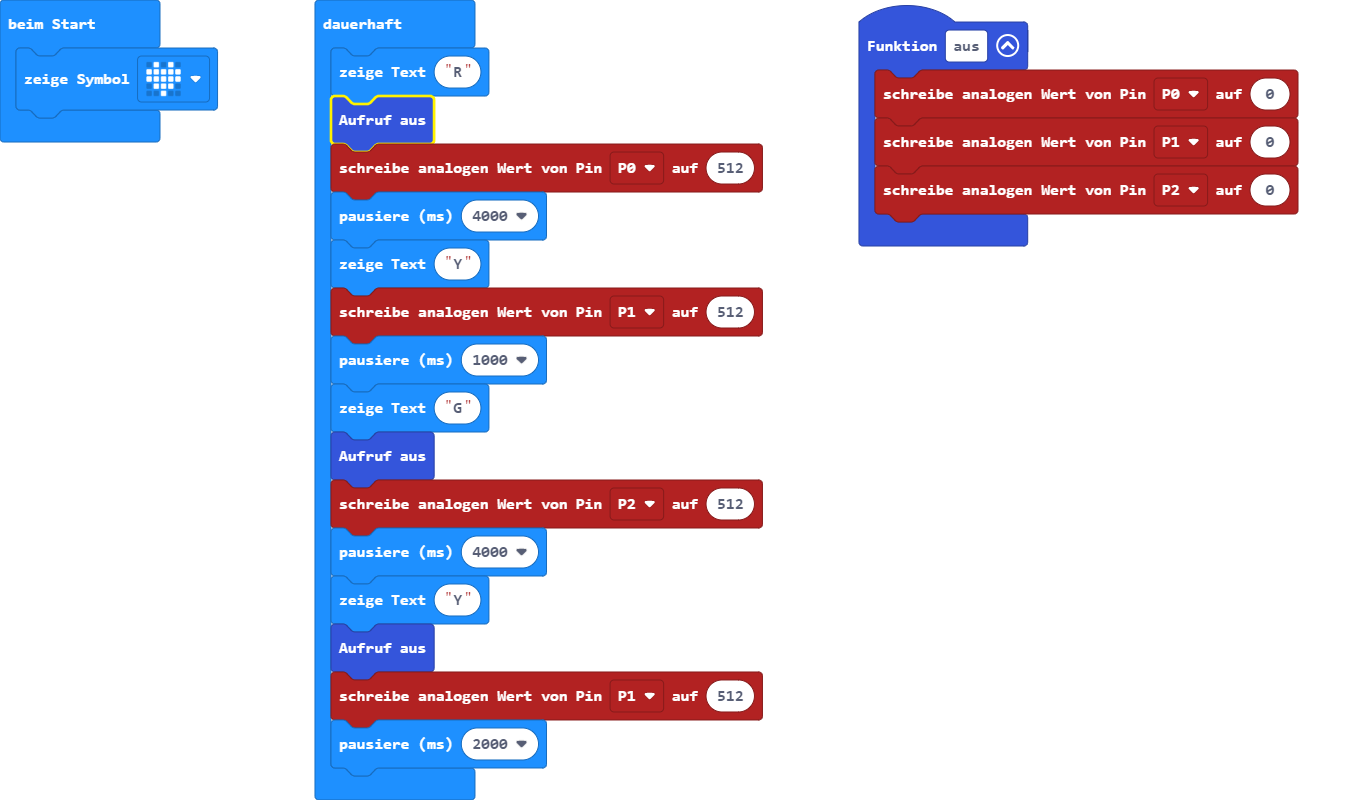 beim Start
zeige Symbol
dauerhaft
zeige Text "R"
Aufruf aus
schreibe analogen Wert von Pin P0 auf 512
pausiere (ms) 4000
zeige Text "Y"
schreibe analogen Wert von Pin P1 auf 512
pausiere (ms) 1000
zeige Text "G"
Aufruf aus
schreibe analogen Wert von Pin P2 auf 512
pausiere (ms) 4000
zeige Text "Y"
Aufruf aus
schreibe analogen Wert von Pin P1 auf 512
pausiere (ms) 2000
Funktion aus
schreibe analogen Wert von Pin P0 auf 0
schreibe analogen Wert von Pin P1 auf 0
schreibe analogen Wert von Pin P2 auf 0